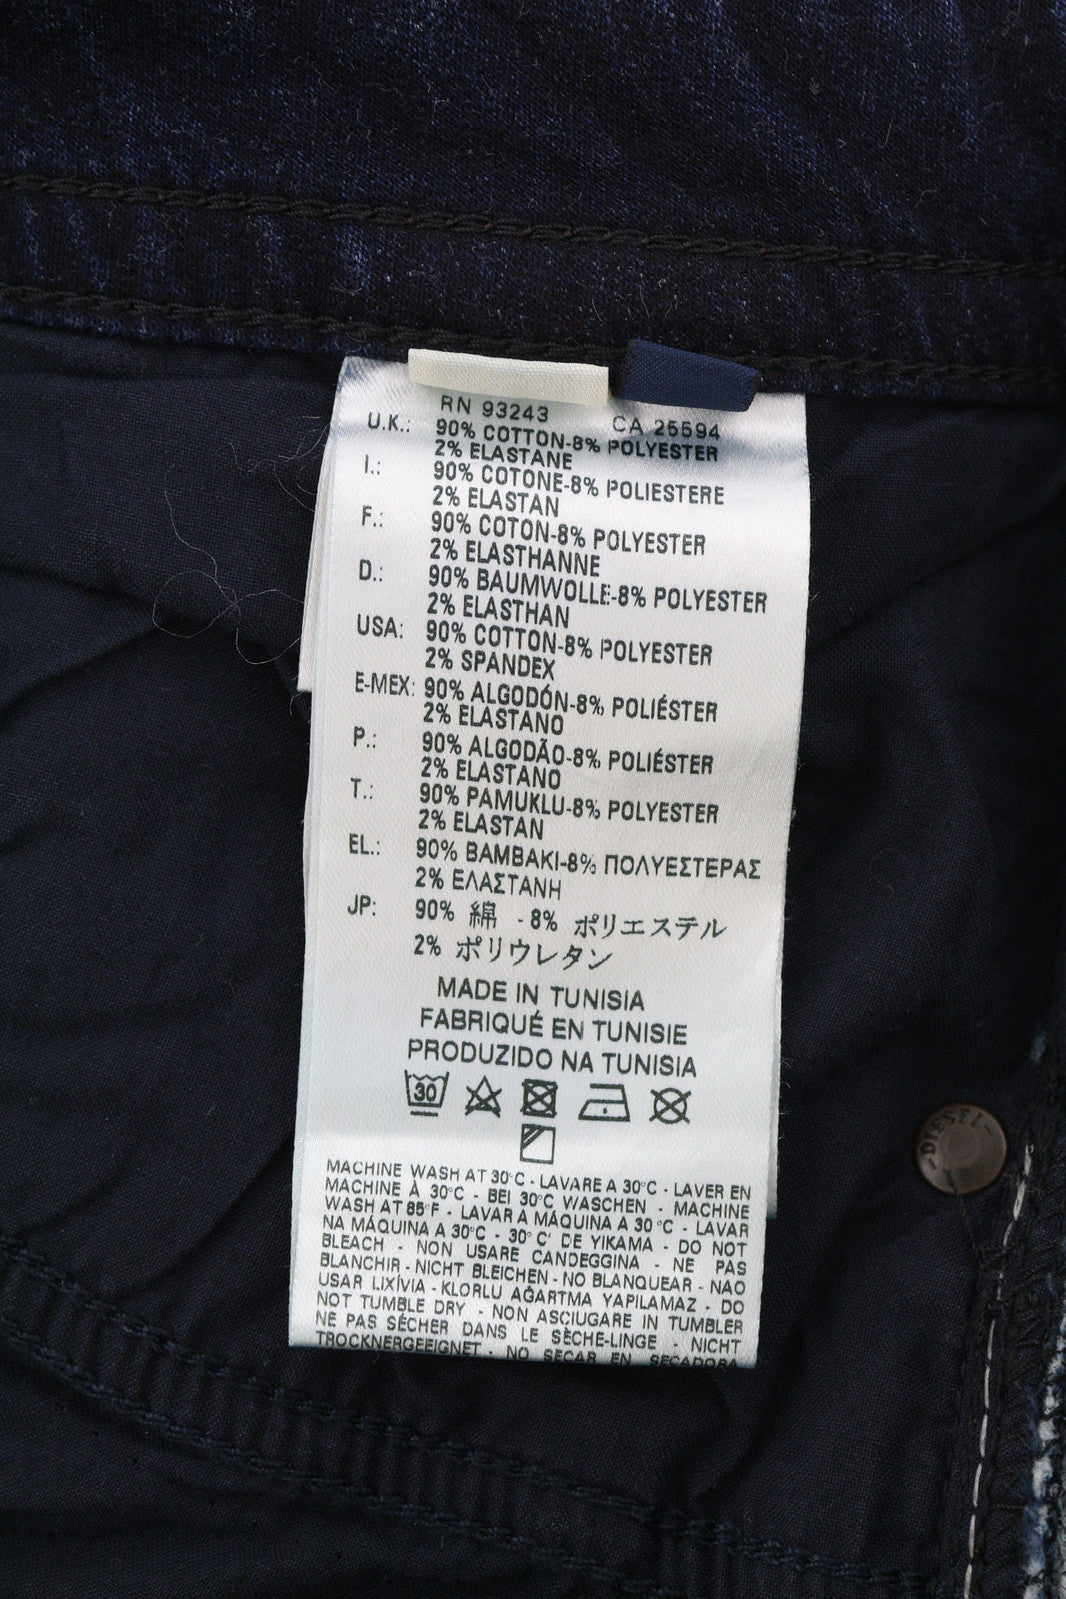 RN 93243 CA 25594
U.K.: 90% COTTON-8% POLYESTER
2% ELASTANE
I.: 90% COTONE-8% POLIESTERE
2% ELASTAN
F.: 90% COTON-8% POLYESTER
2% ELASTHANNE
D.: 90% BAUMWOLLE-8% POLYESTER
2% ELASTHAN
USA: 90% COTTON-8% POLYESTER
2% SPANDEX
E-MEX: 90% ALGODÓN-8% POLIÉSTER
2% ELASTANO
P.: 90% ALGODÃO-8% POLIÉSTER
2% ELASTANO
T.: 90% PAMUKLU-8% POLYESTER
2% ELASTAN
EL.: 90% BAMBAKI-8% ΠΟΛΥΕΣΤΕΡΑΣ
2% ΕΛΑΣΤΑΝΗ
JP: 90% 綿 - 8% ポリエステル
2% ポリウレタン
MADE IN TUNISIA
FABRIQUÉ EN TUNISIE
PRODUZIDO NA TUNISIA
30
MACHINE WASH AT 30°C - LAVARE A 30°C - LAVER EN
MACHINE À 30°C - BEI 30°C WASCHEN - MACHINE
WASH AT 85°F - LAVAR A MÁQUINA A 30°C - LAVAR
NA MÁQUINA A 30°C - 30° C' DE YIKAMA - DO NOT
BLEACH - NON USARE CANDEGGINA - NE PAS
BLANCHIR - NICHT BLEICHEN - NO BLANQUEAR - NAO
USAR LIXÍVIA - KLORLU AĞARTMA YAPILAMAZ - DO
NOT TUMBLE DRY - NON ASCIUGARE IN TUMBLER
NE PAS SÉCHER DANS LE SÈCHE-LINGE - NICHT
TROCKNERGEEIGNET - NO SECAR EN SECADORA
-DIESEL-